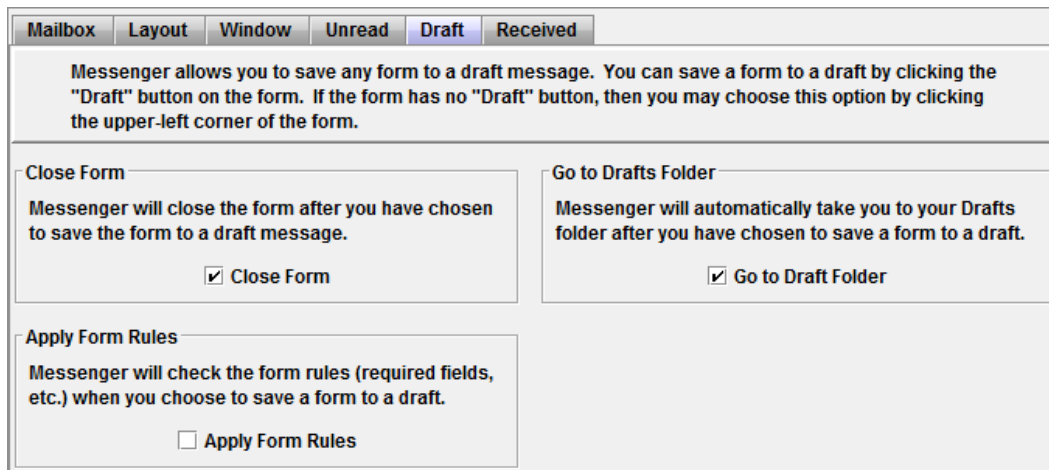 Mailbox Layout Window Unread Draft Received
Messenger allows you to save any form to a draft message. You can save a form to a draft by clicking the
"Draft" button on the form. If the form has no "Draft" button, then you may choose this option by clicking
the upper-left corner of the form.
Close Form
Messenger will close the form after you have chosen
to save the form to a draft message.
Close Form
Go to Drafts Folder
Messenger will automatically take you to your Drafts
folder after you have chosen to save a form to a draft.
Go to Draft Folder
Apply Form Rules
Messenger will check the form rules (required fields,
etc.) when you choose to save a form to a draft.
Apply Form Rules